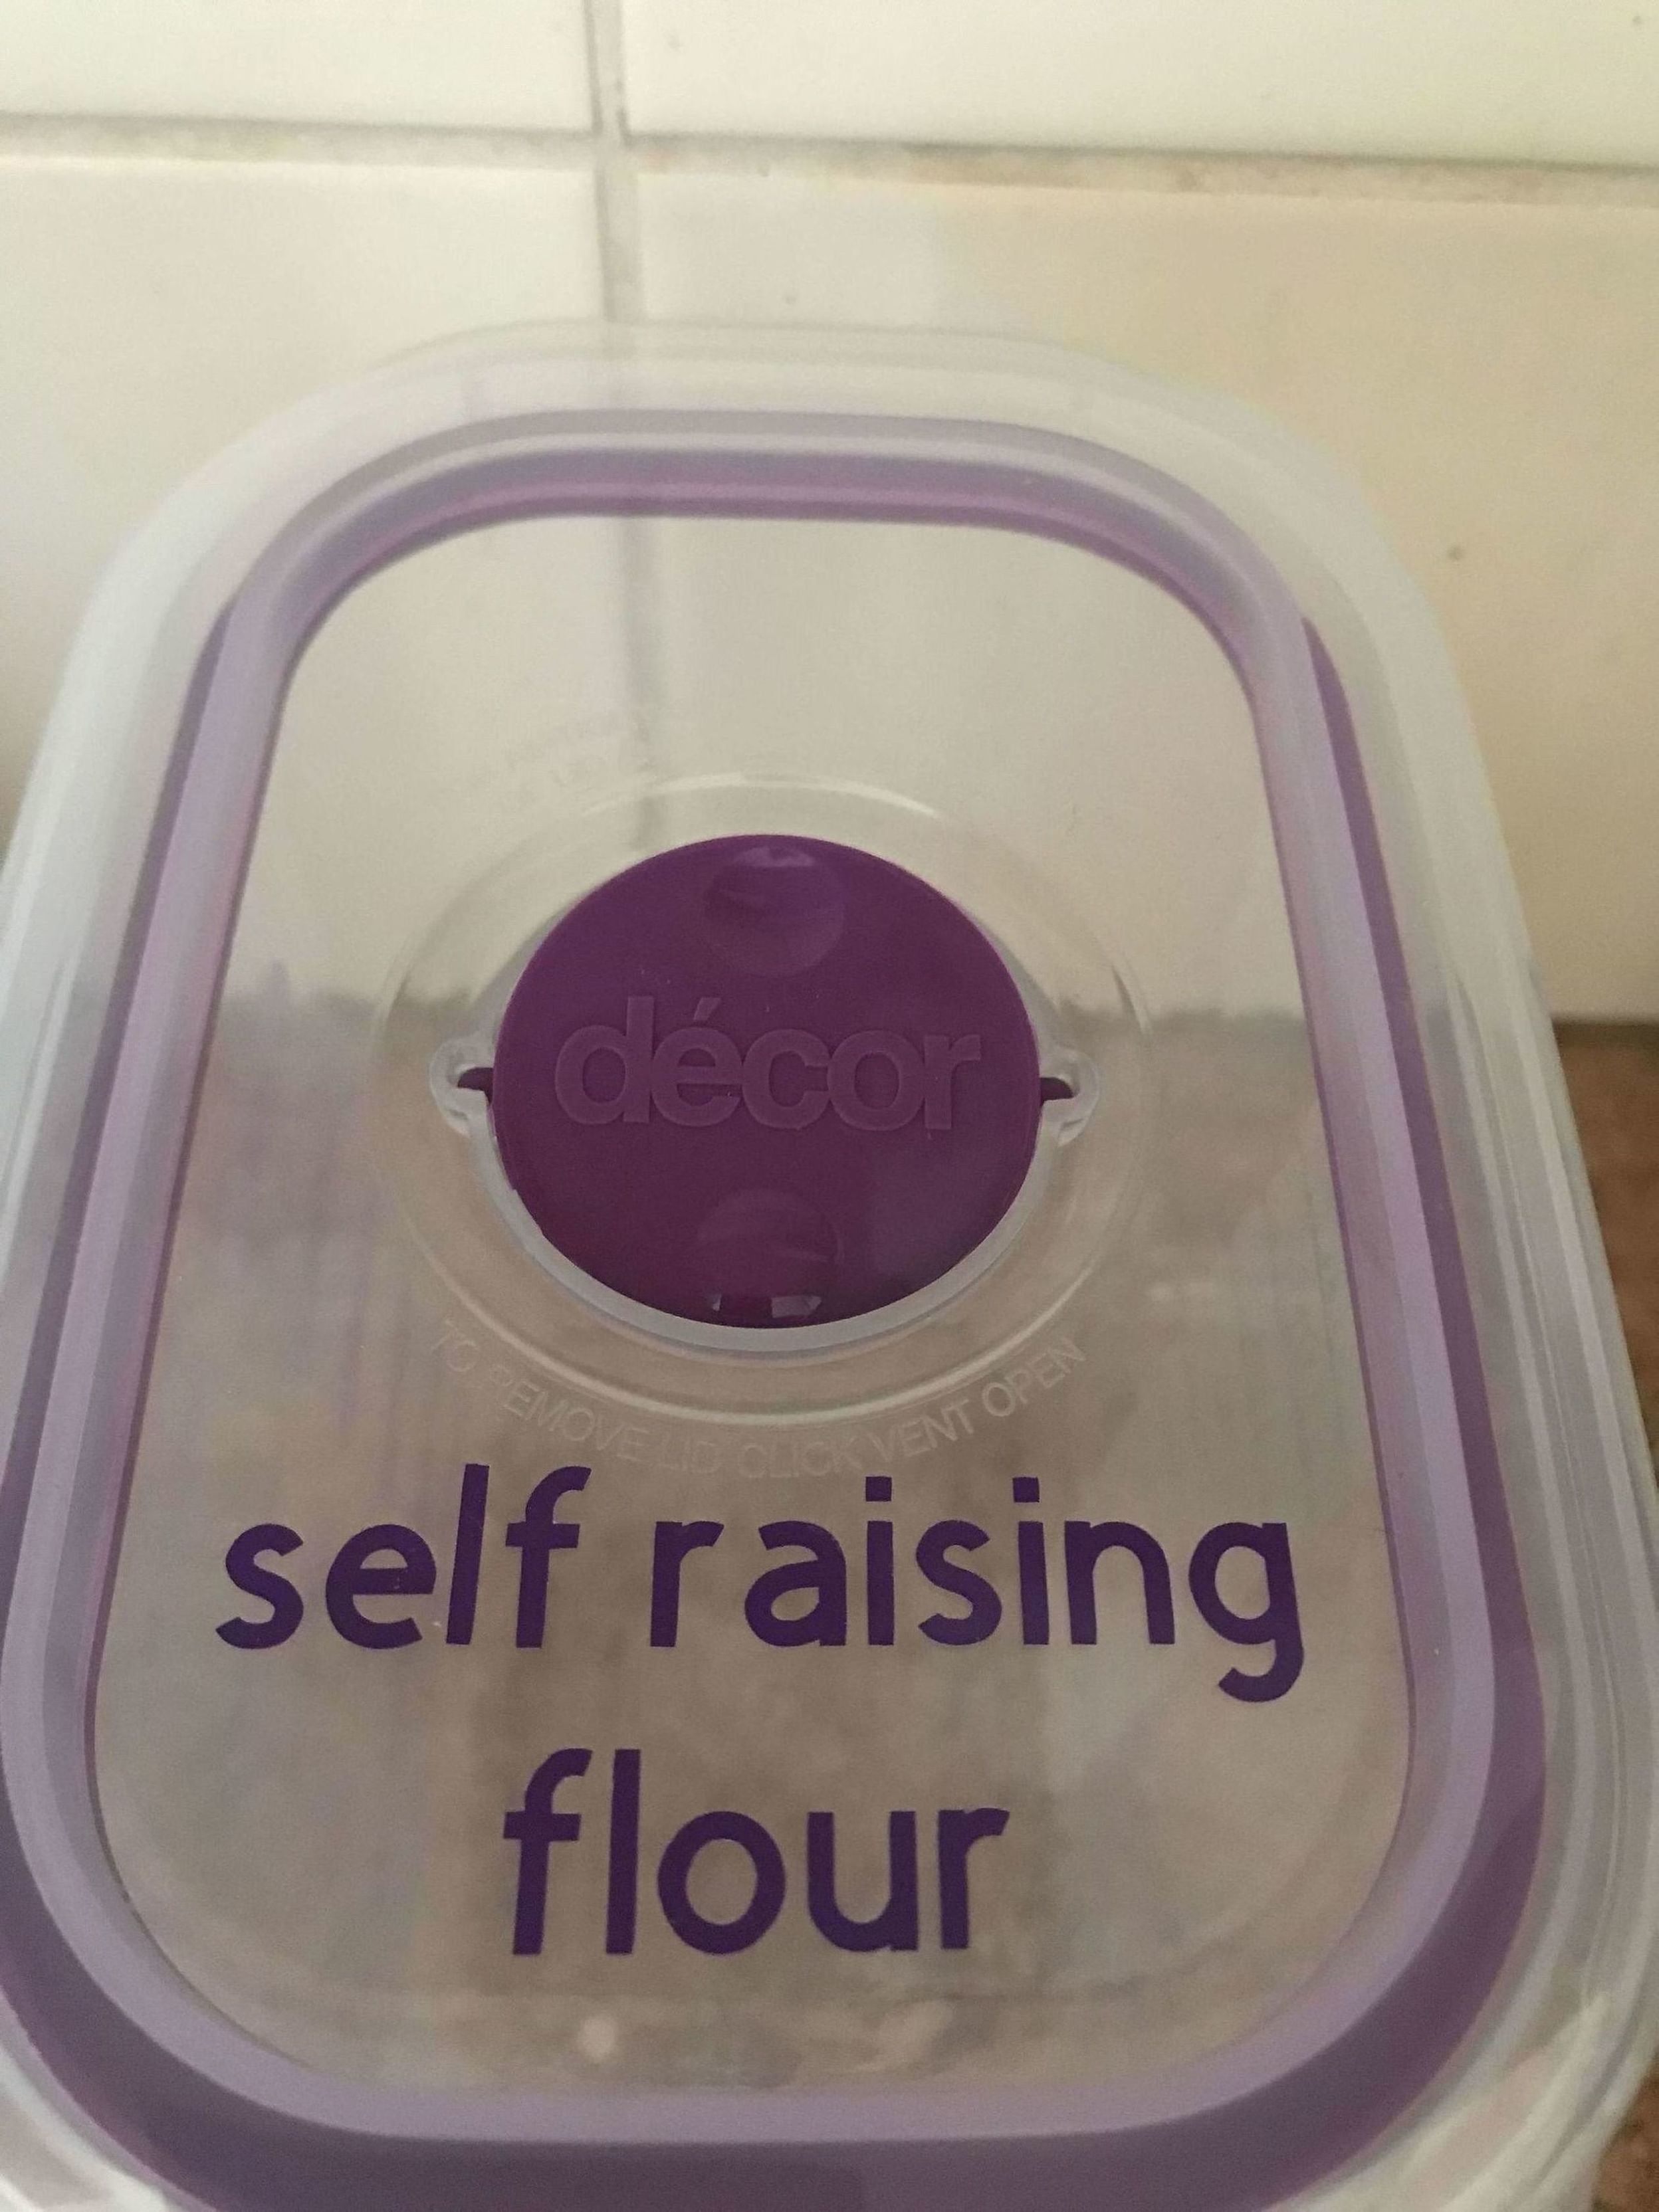 décor
TO REMOVE LID CLICK VENT OPEN
self raising
flour